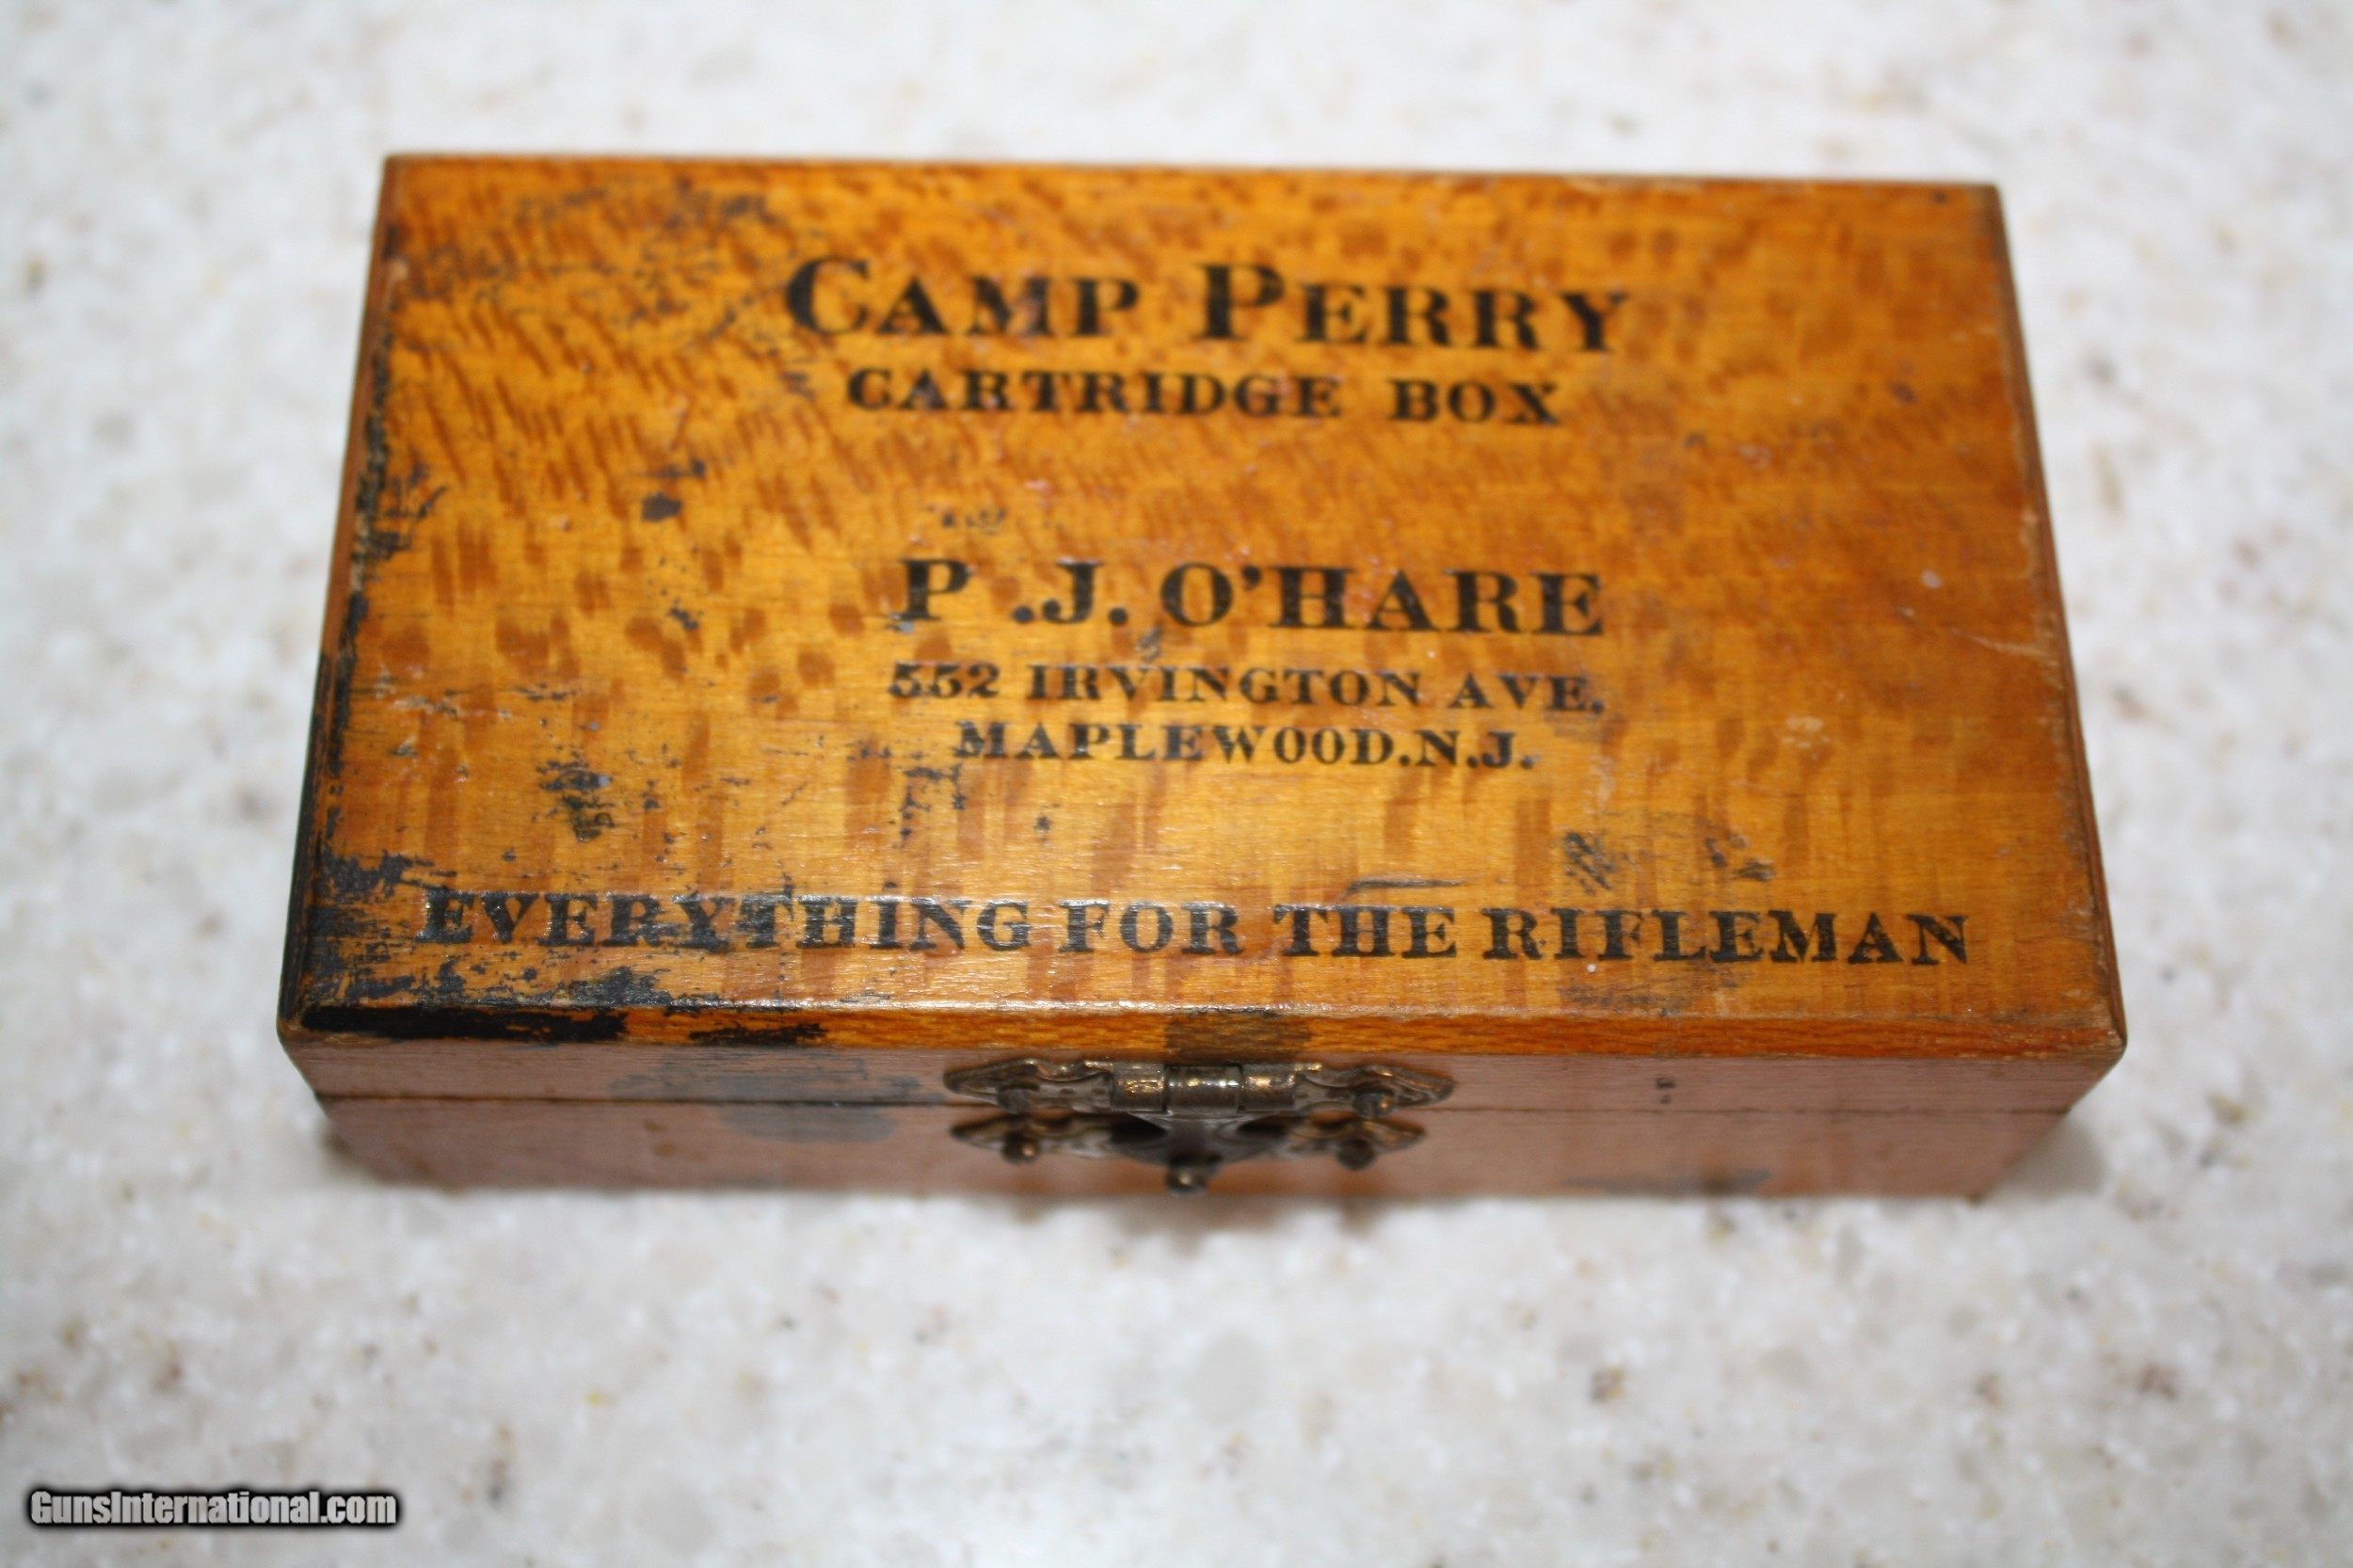 CAMP PERRY
CARTRIDGE BOX
P.J. O'HARE
552 IRVINGTON AVE.
MAPLEWOOD.N.J.
EVERYTHING FOR THE RIFLEMAN
GunsInternational.com